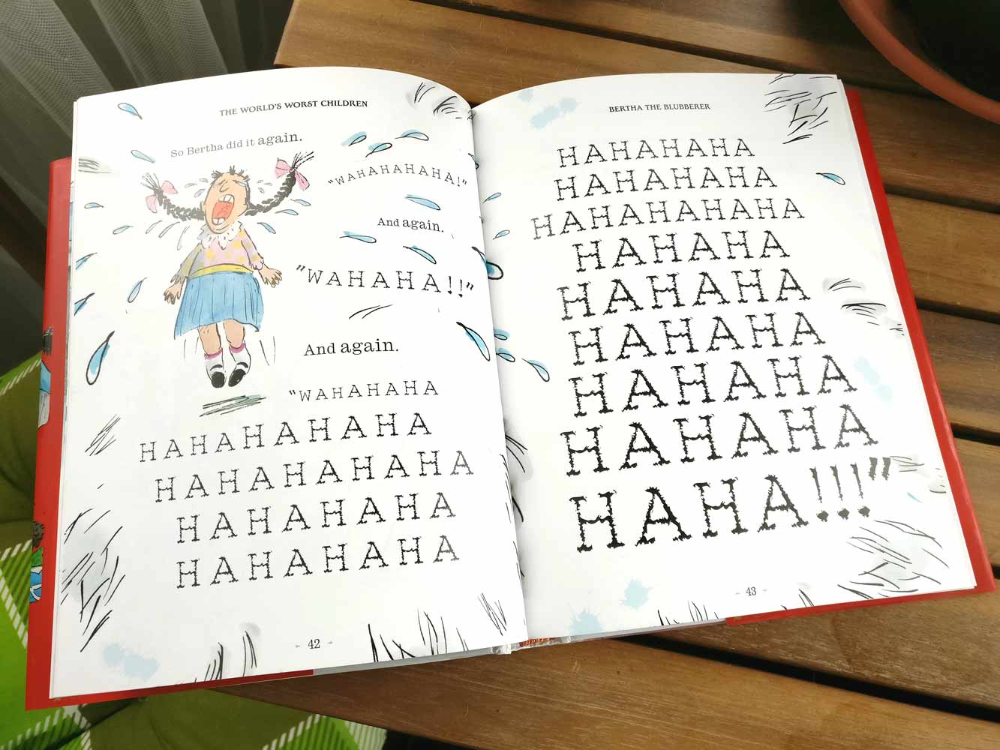 THE WORLD'S WORST CHILDREN
So Bertha did it again.
"WAHAHAHAHA!"
And again.
"WAHAHA!!"
And again.
"WAHAHAHA
HAHAHAHAHA
HAHAHAHAHA
HAHAHAHA
HAHAHAHA
42
BERTHA THE BLUBBERER
HAHAHAHA
HAHAHAHA
HAHAHAHAHA
HAHAHA
HAHAHA
HAHAHA
HAHAHA
HAHAHA
HAHA!!!"
43